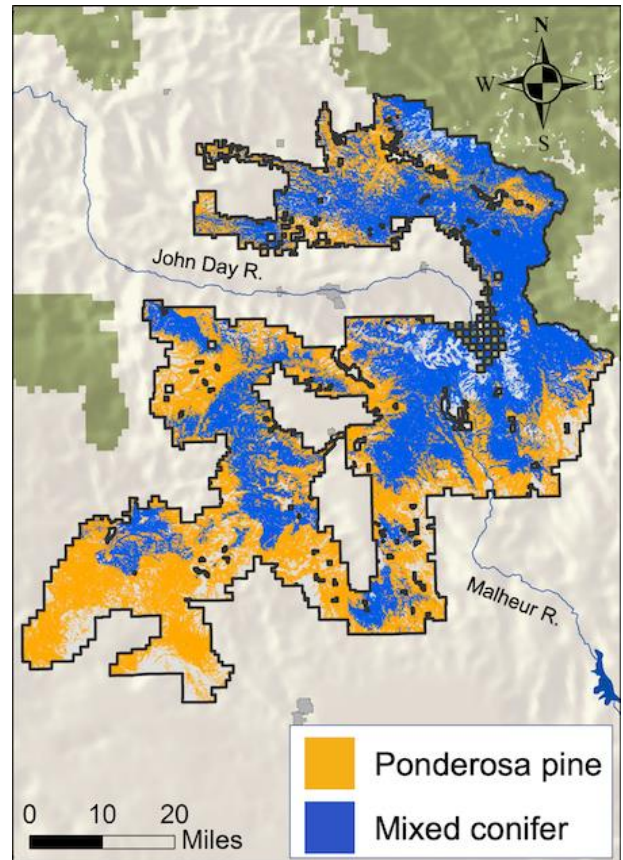 N
W E
S
John Day R.
Malheur R.
Ponderosa pine
Mixed conifer
0 10 20
Miles